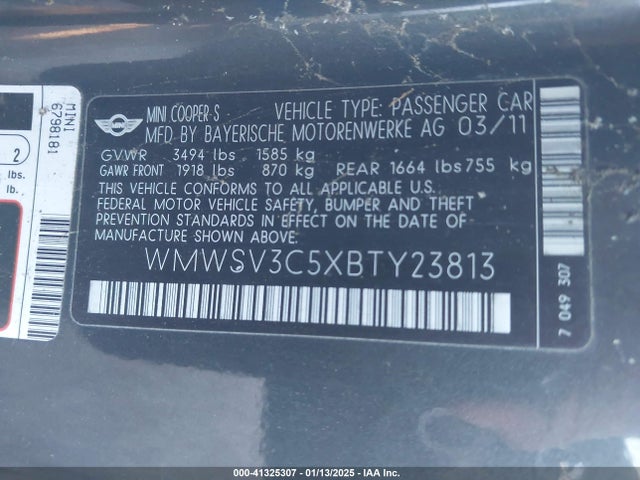 MINI COOPER-S VEHICLE TYPE: PASSENGER CAR
MFD BY BAYERISCHE MOTORENWERKE AG 03/11
GVWR 3494 lbs 1585 kg
GAWR FRONT 1918 lbs 870 kg REAR 1664 lbs 755 kg
THIS VEHICLE CONFORMS TO ALL APPLICABLE U.S.
FEDERAL MOTOR VEHICLE SAFETY, BUMPER AND THEFT
PREVENTION STANDARDS IN EFFECT ON THE DATE OF
MANUFACTURE SHOWN ABOVE.
WMWSV3C5XBTY23813
7 049 307
MINI
6798181
2
lbs.
lb.
000-41325307 - 01/13/2025 - IAA Inc.